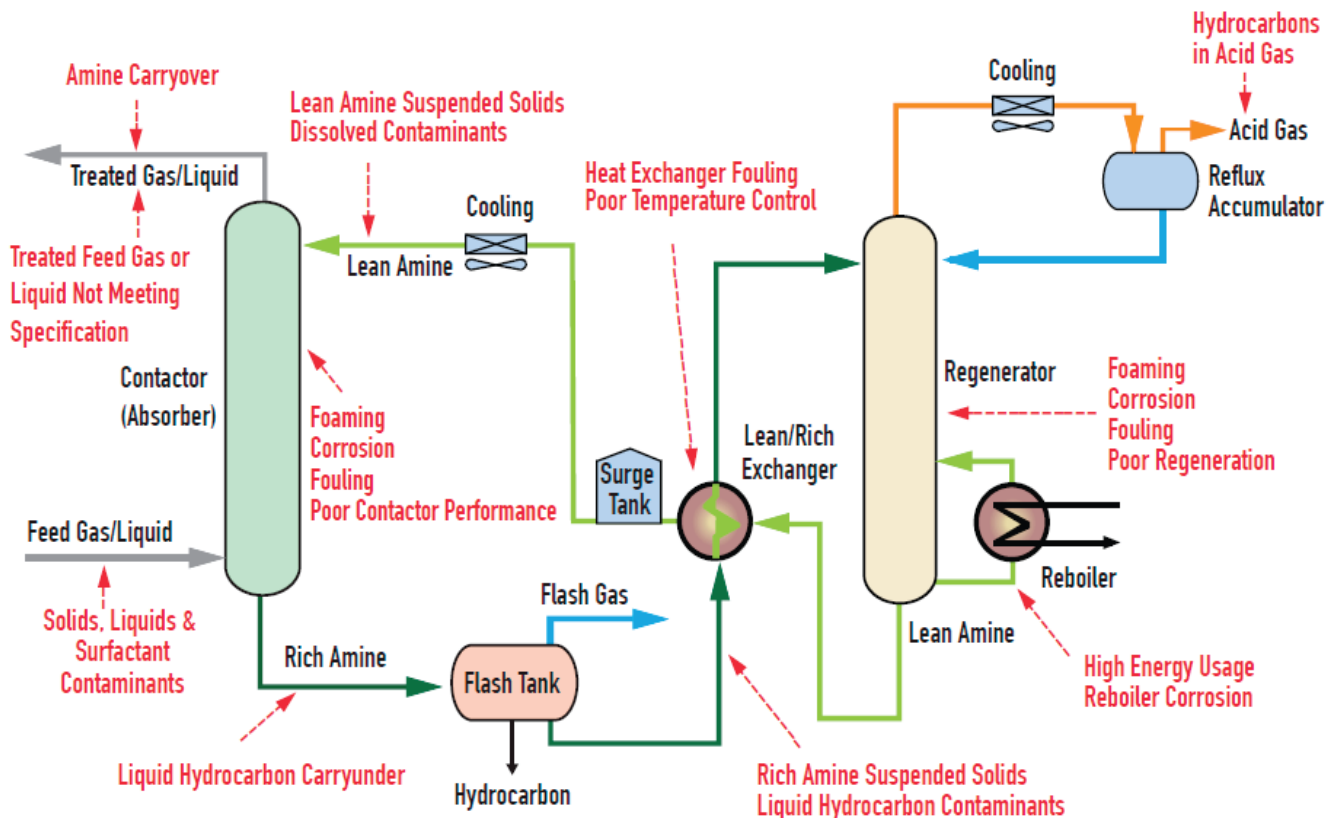 Amine Carryover
Treated Gas/Liquid
Treated Feed Gas or
Liquid Not Meeting
Specification
Lean Amine Suspended Solids
Dissolved Contaminants
Cooling
Lean Amine
Contactor
(Absorber)
Foaming
Corrosion
Fouling
Poor Contactor Performance
Feed Gas/Liquid
Solids, Liquids &
Surfactant
Contaminants
Rich Amine
Liquid Hydrocarbon Carryunder
Flash Tank
Flash Gas
Hydrocarbon
Surge
Tank
Heat Exchanger Fouling
Poor Temperature Control
Lean/Rich
Exchanger
Rich Amine Suspended Solids
Liquid Hydrocarbon Contaminants
Cooling
Hydrocarbons
in Acid Gas
Acid Gas
Reflux
Accumulator
Regenerator
Foaming
Corrosion
Fouling
Poor Regeneration
Reboiler
Lean Amine
High Energy Usage
Reboiler Corrosion